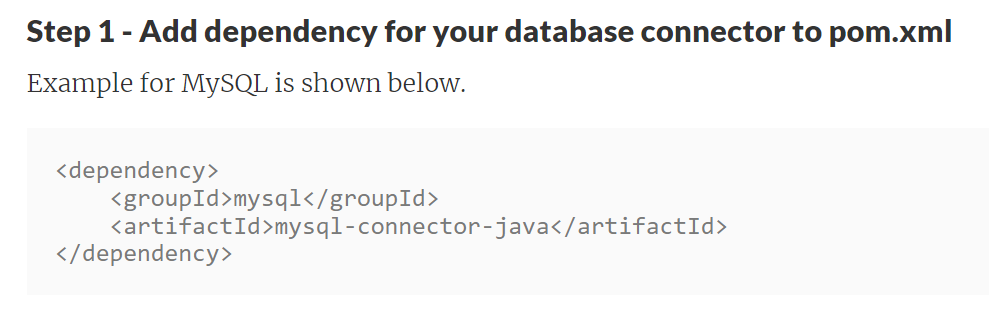 Step 1 - Add dependency for your database connector to pom.xml
Example for MySQL is shown below.
<dependency>
    <groupId>mysql</groupId>
    <artifactId>mysql-connector-java</artifactId>
</dependency>